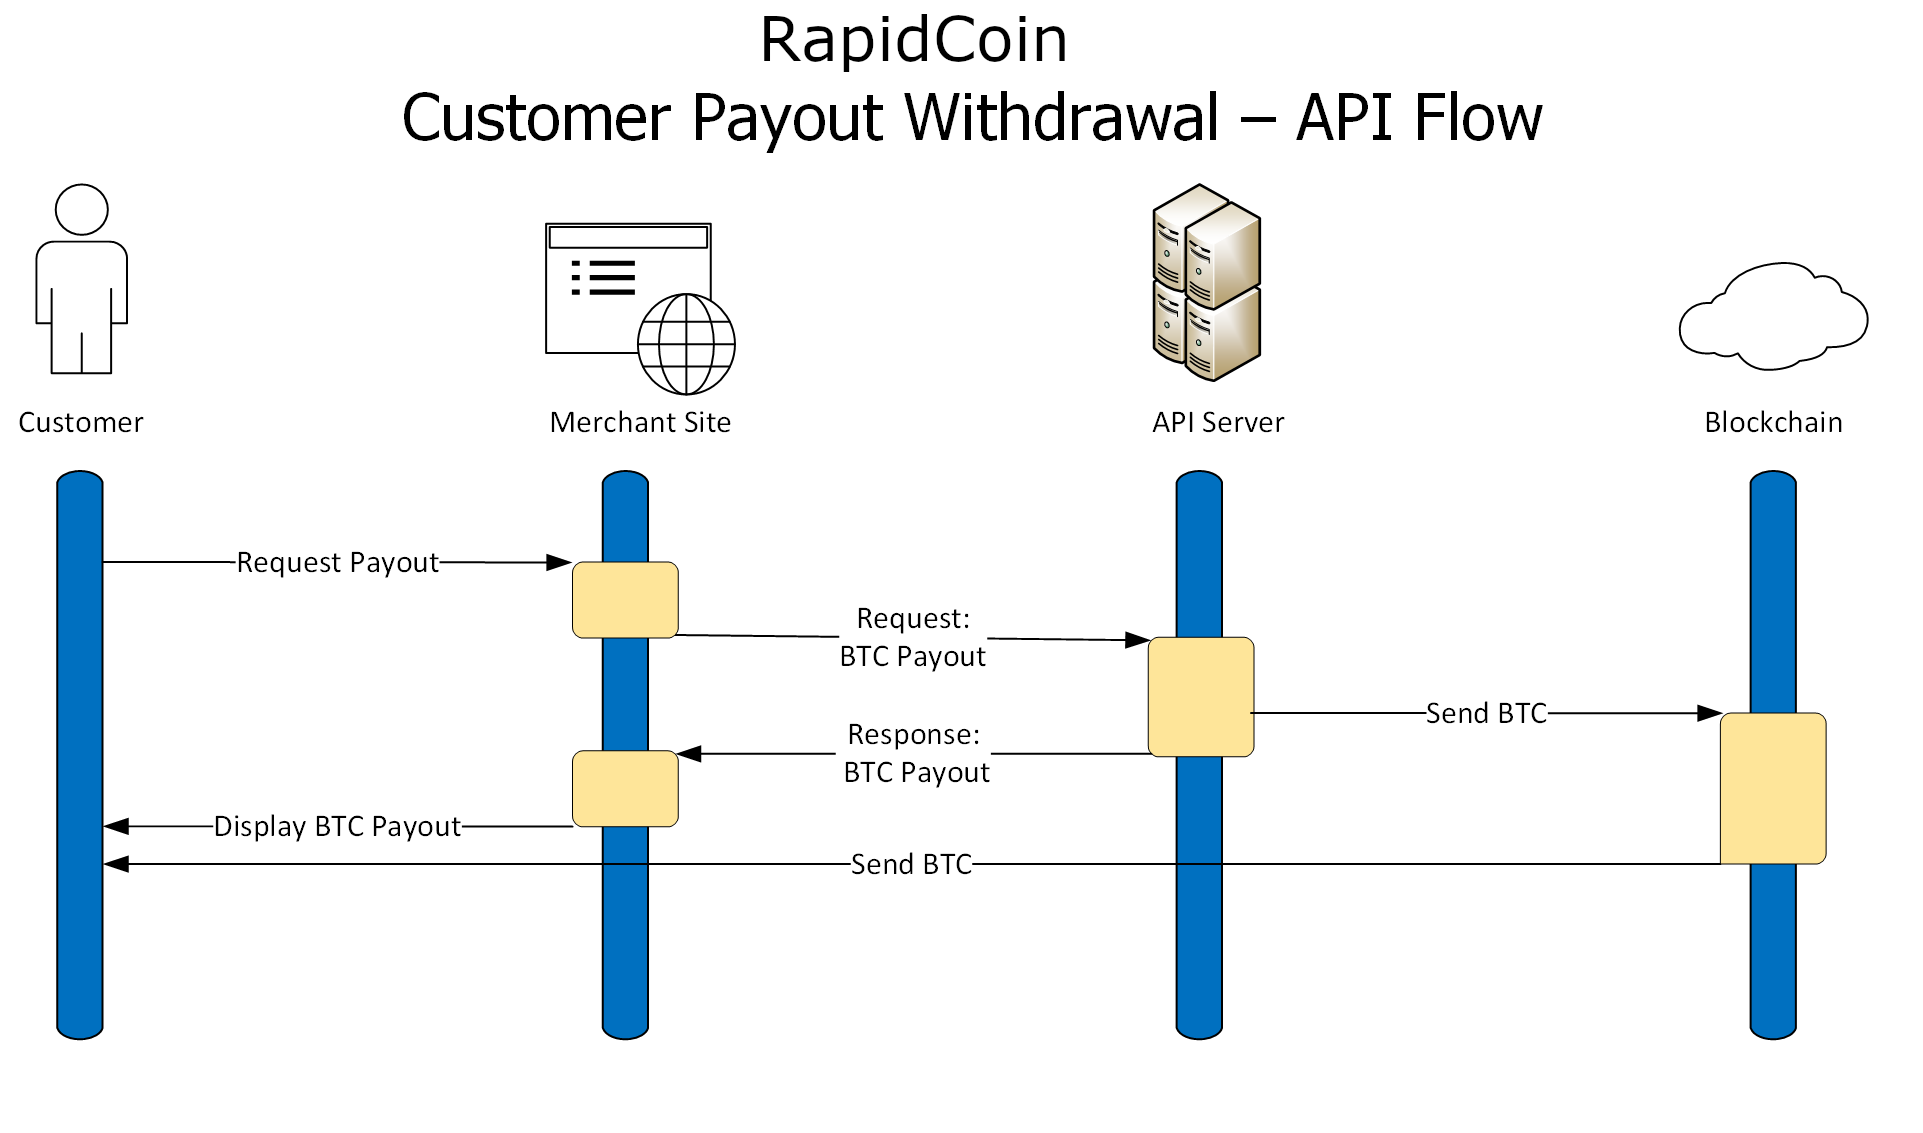 RapidCoin
Customer Payout Withdrawal – API Flow
Customer
Merchant Site
API Server
Blockchain
Request Payout
Request:
BTC Payout
Send BTC
Response:
BTC Payout
Display BTC Payout
Send BTC